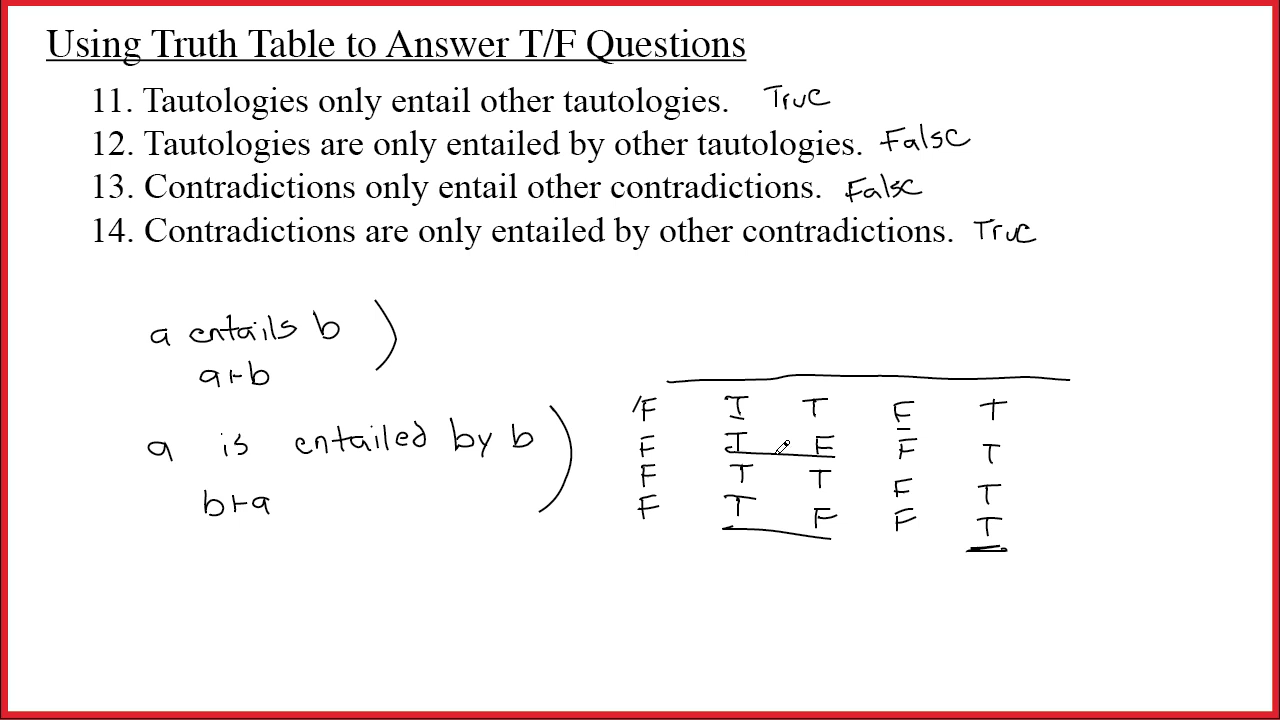 Using Truth Table to Answer T/F Questions
11. Tautologies only entail other tautologies. True
12. Tautologies are only entailed by other tautologies. False
13. Contradictions only entail other contradictions. False
14. Contradictions are only entailed by other contradictions. True
a entails b )
a⊢b
a is entailed by b )
b⊢a
F T T F T
F T F F T
F T T F T
F T F F T